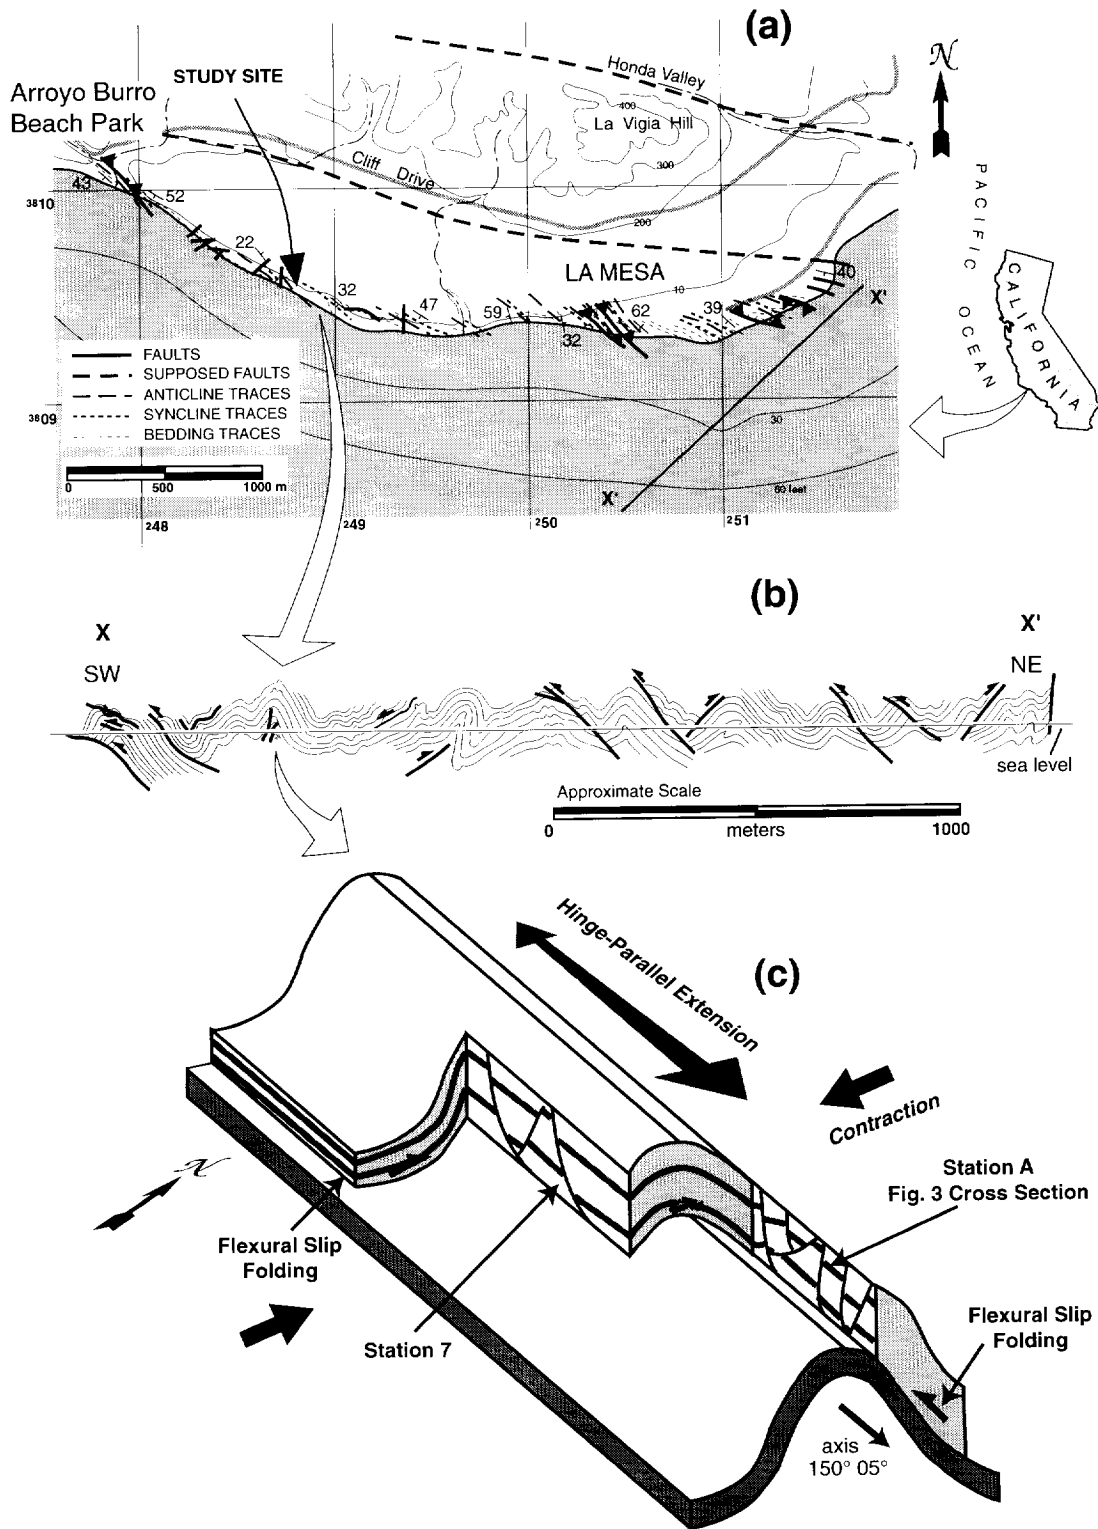 (a)
N
Honda Valley
STUDY SITE
Arroyo Burro
Beach Park
400
La Vigia Hill
300
Cliff Drive
200
PACIFIC OCEAN
CALIFORNIA
43
52
3810
22
LA MESA
40
32
10
X'
47
59
62
39
32
FAULTS
SUPPOSED FAULTS
ANTICLINE TRACES
SYNCLINE TRACES
BEDDING TRACES
3809
30
0 500 1000 m
60 feet
X'
248
249
250
251
(b)
X
X'
SW
NE
sea level
Approximate Scale
0 meters 1000
(c)
Hinge-Parallel Extension
Contraction
Station A
Fig. 3 Cross Section
N
Flexural Slip
Folding
Station 7
Flexural Slip
Folding
axis
150° 05°